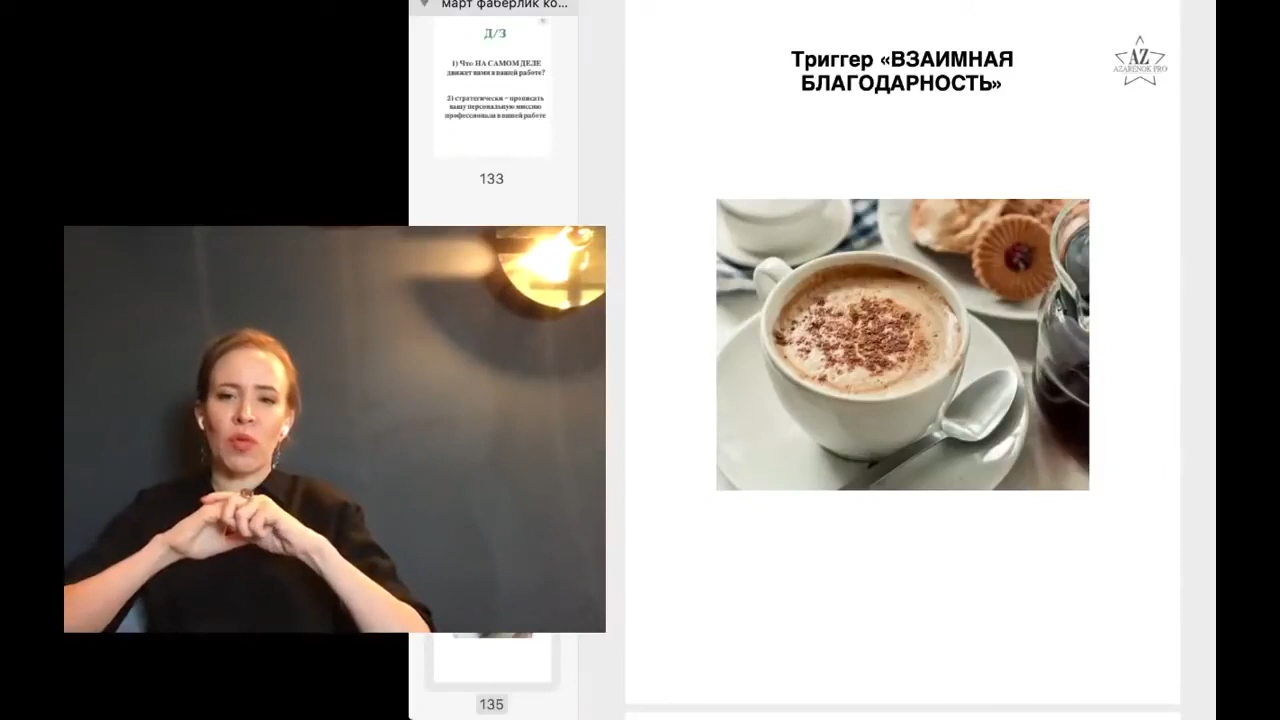 март фаберлик ко...
Д/З
1) Что НА САМОМ ДЕЛЕ
движет вами в вашей работе?
2) стратегически – прописать
вашу персональную миссию
профессионала в вашей работе
133
135
Триггер «ВЗАИМНАЯ
БЛАГОДАРНОСТЬ»
AZ
AZARENOK PRO